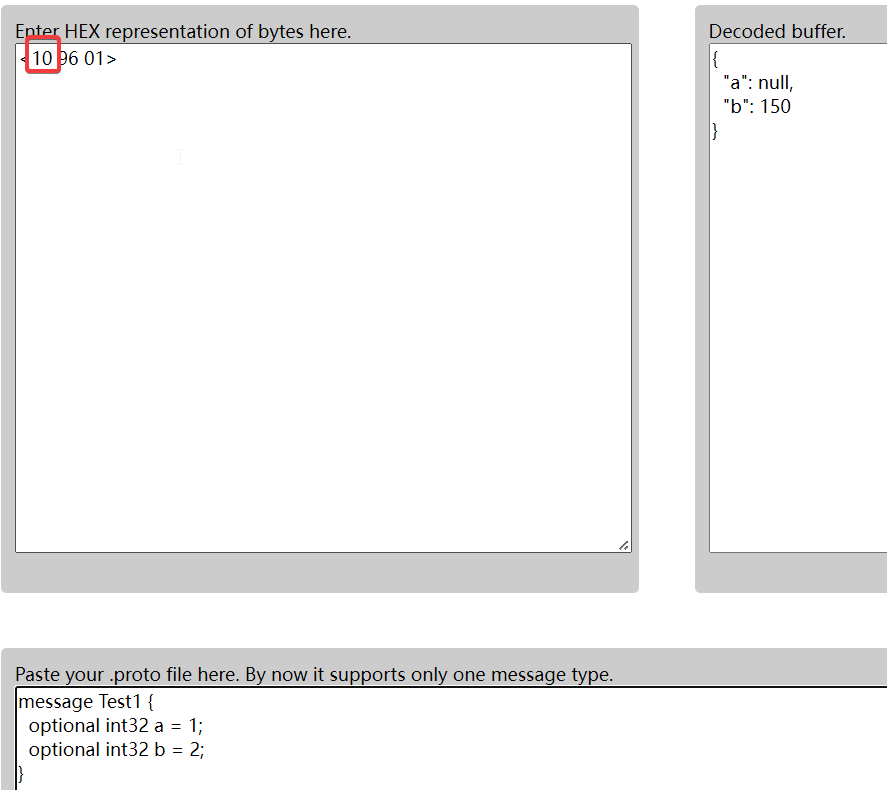 Enter HEX representation of bytes here.
<10 96 01>
Decoded buffer.
{
"a": null,
"b": 150
}
Paste your .proto file here. By now it supports only one message type.
message Test1 {
optional int32 a = 1;
optional int32 b = 2;
}